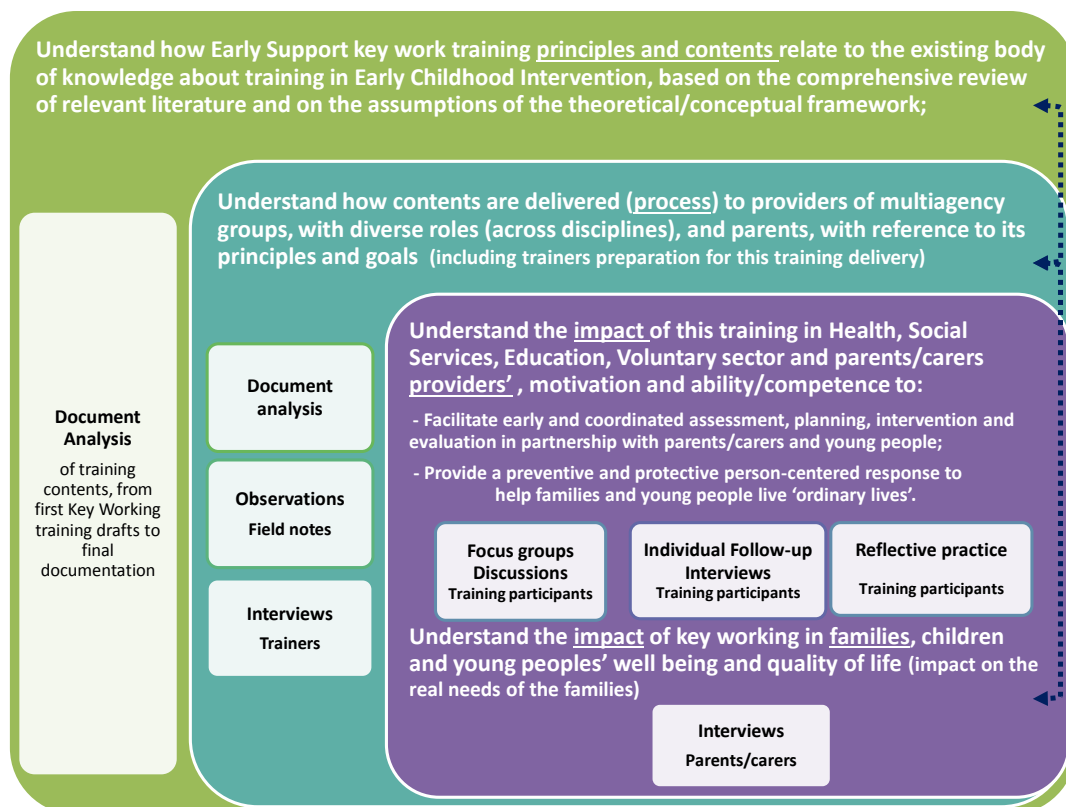 Understand how Early Support key work training principles and contents relate to the existing body
of knowledge about training in Early Childhood Intervention, based on the comprehensive review
of relevant literature and on the assumptions of the theoretical/conceptual framework;
Understand how contents are delivered (process) to providers of multiagency
groups, with diverse roles (across disciplines), and parents, with reference to its
principles and goals (including trainers preparation for this training delivery)
Document
Analysis
of training
contents, from
first Key Working
training drafts to
final
documentation
Document
analysis
Observations
Field notes
Interviews
Trainers
Understand the impact of this training in Health, Social
Services, Education, Voluntary sector and parents/carers
providers’ , motivation and ability/competence to:
- Facilitate early and coordinated assessment, planning, intervention and
evaluation in partnership with parents/carers and young people;
- Provide a preventive and protective person-centered response to
help families and young people live ‘ordinary lives’.
Focus groups
Discussions
Training participants
Individual Follow-up
Interviews
Training participants
Reflective practice
Training participants
Understand the impact of key working in families, children
and young peoples’ well being and quality of life (impact on the
real needs of the families)
Interviews
Parents/carers